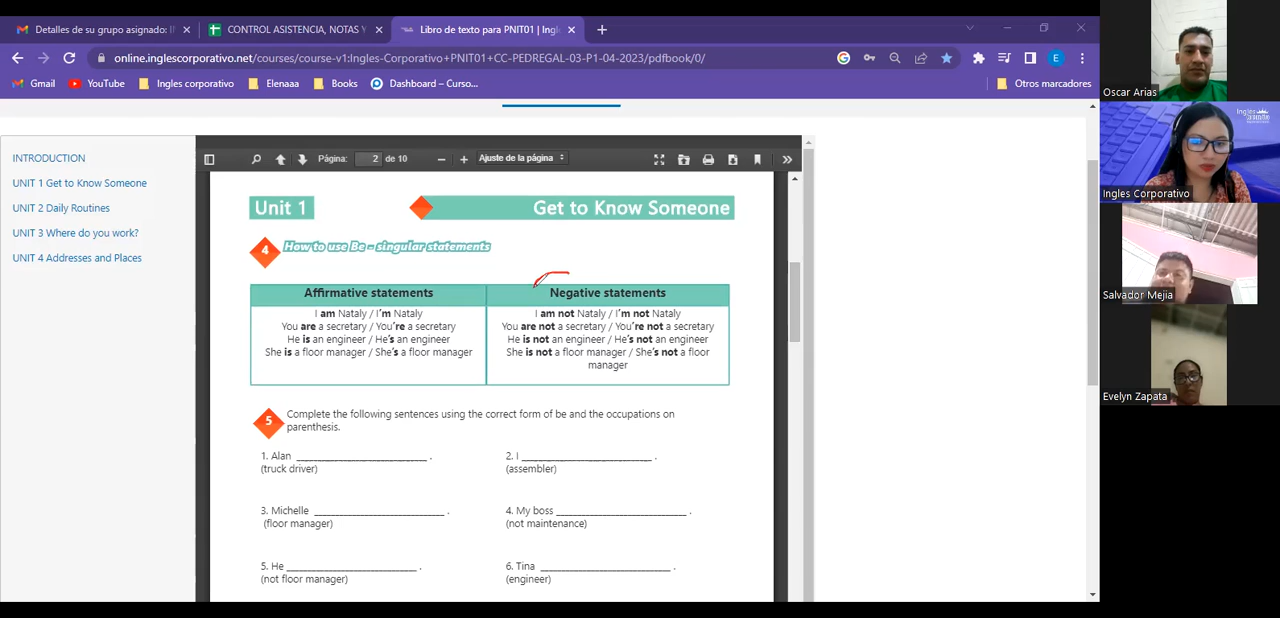 Detalles de su grupo asignado: I
CONTROL ASISTENCIA, NOTAS Y
Libro de texto para PNIT01 | Ingl
online.inglescorporativo.net/courses/course-v1:Ingles-Corporativo+PNIT01+CC-PEDREGAL-03-P1-04-2023/pdfbook/0/
Gmail
YouTube
Ingles corporativo
Elenaaa
Books
Dashboard – Curso...
Otros marcadores
INTRODUCTION
UNIT 1 Get to Know Someone
UNIT 2 Daily Routines
UNIT 3 Where do you work?
UNIT 4 Addresses and Places
Página: 2 de 10
Ajuste de la página
Unit 1
Get to Know Someone
4 How to use Be - singular statements
Affirmative statements
I am Nataly / I'm Nataly
You are a secretary / You're a secretary
He is an engineer / He's an engineer
She is a floor manager / She's a floor manager
Negative statements
I am not Nataly / I'm not Nataly
You are not a secretary / You're not a secretary
He is not an engineer / He's not an engineer
She is not a floor manager / She's not a floor
manager
5 Complete the following sentences using the correct form of be and the occupations on
parenthesis.
1. Alan ____________________ .
(truck driver)
2. I ____________________ .
(assembler)
3. Michelle ____________________ .
(floor manager)
4. My boss ____________________ .
(not maintenance)
5. He ____________________ .
(not floor manager)
6. Tina ____________________ .
(engineer)
E
Oscar Arias
Ingles Corporativo
Salvador Mejia
Evelyn Zapata